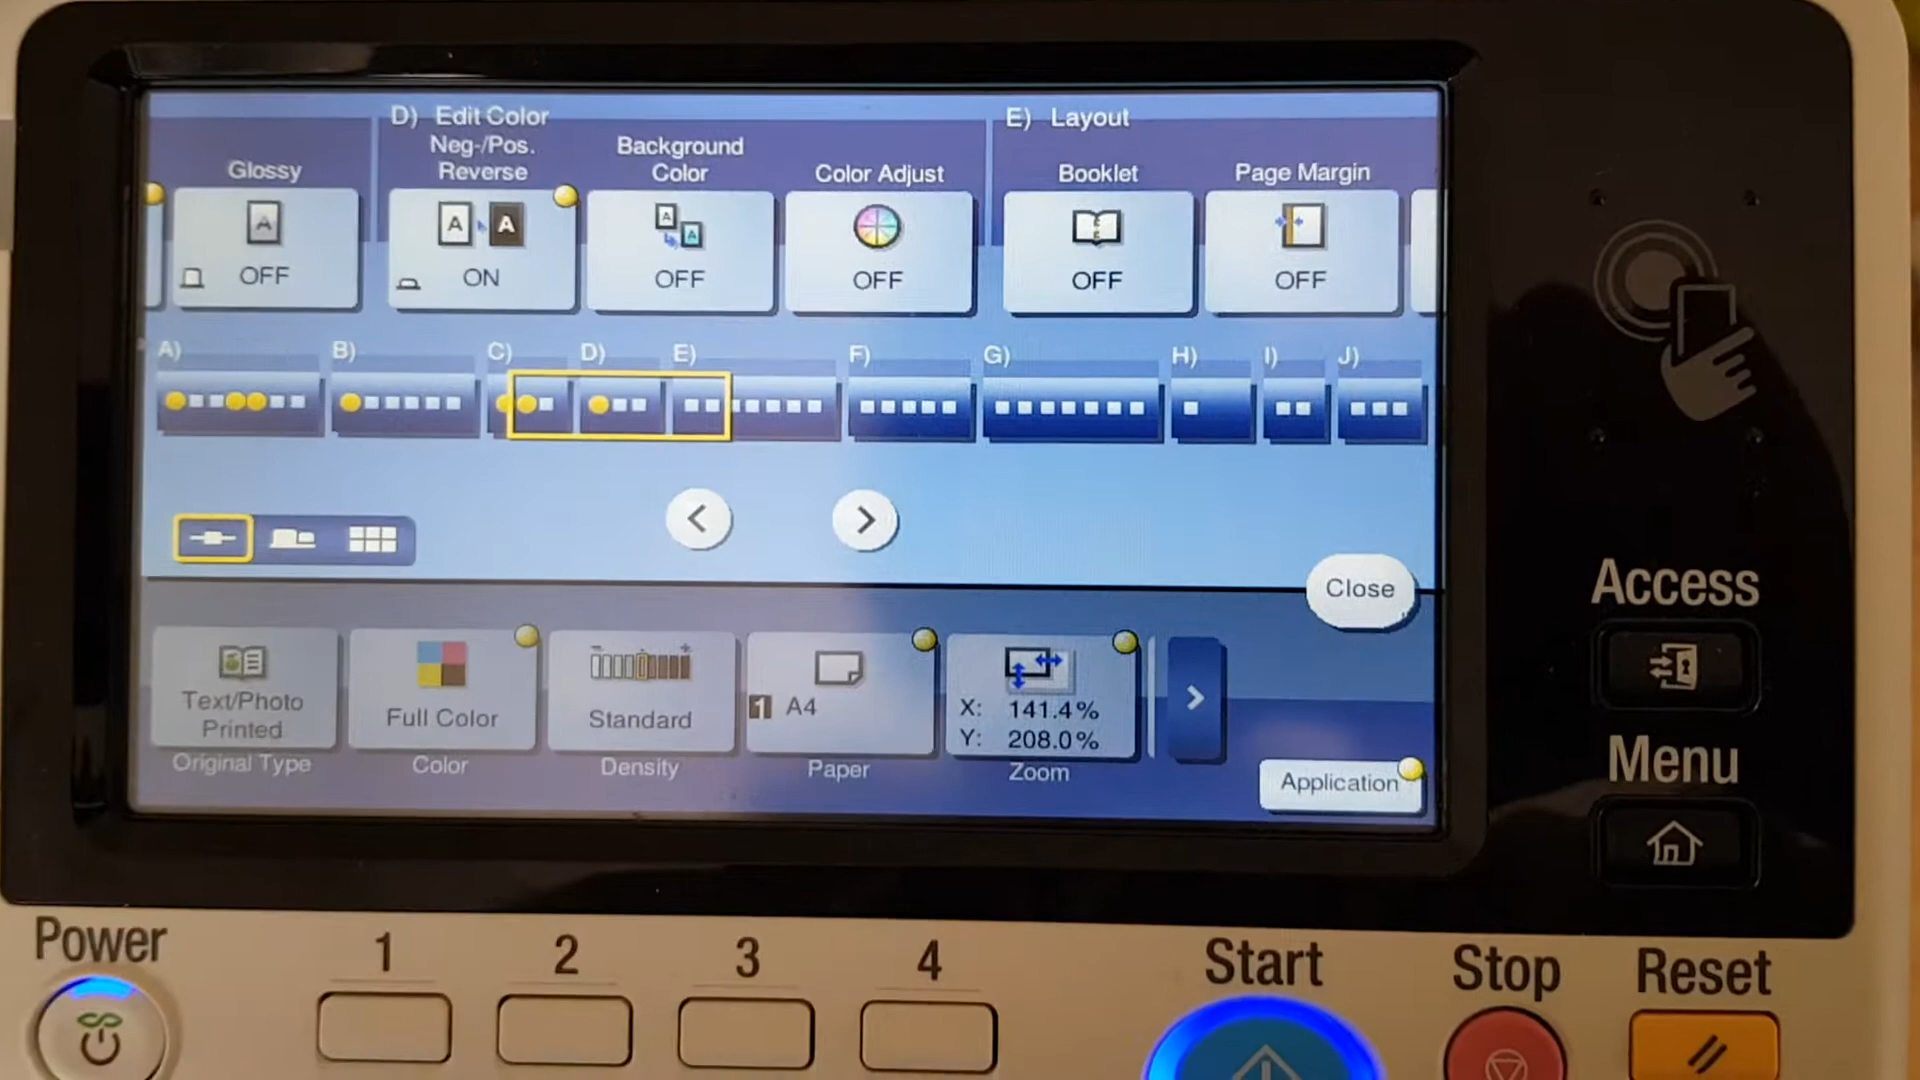 D) Edit Color
E) Layout
Glossy
Neg-/Pos.
Reverse
Background
Color
Color Adjust
Booklet
Page Margin
A
OFF
A A
ON
A A
OFF
OFF
OFF
OFF
A)
B)
C)
D)
E)
F)
G)
H)
I)
J)
<
>
Close
Text/Photo
Printed
Original Type
Full Color
Color
- +
Standard
Density
1 A4
Paper
X: 141.4%
Y: 208.0%
Zoom
>
Application
Access
Menu
Power
1
2
3
4
Start
Stop
Reset